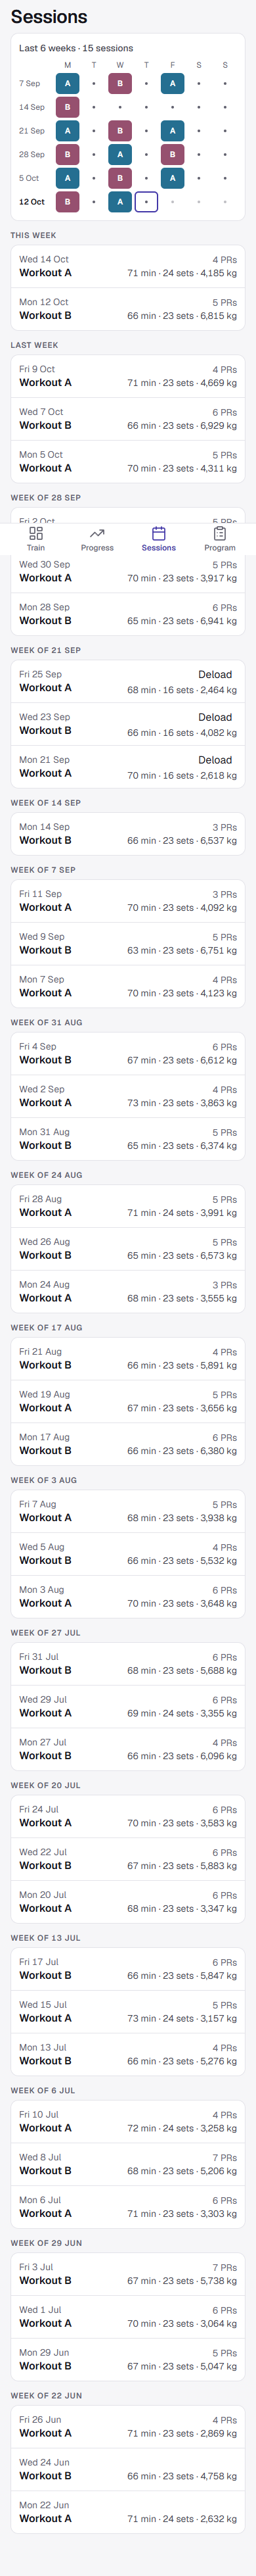 Sessions
Last 6 weeks · 15 sessions
M T W T F S S
7 Sep A B A
14 Sep B
21 Sep A B A
28 Sep B A B
5 Oct A B A
12 Oct B A
THIS WEEK
Wed 14 Oct 4 PRs
Workout A 71 min · 24 sets · 4,185 kg
Mon 12 Oct 5 PRs
Workout B 66 min · 23 sets · 6,815 kg
LAST WEEK
Fri 9 Oct 4 PRs
Workout A 71 min · 23 sets · 4,669 kg
Wed 7 Oct 6 PRs
Workout B 66 min · 23 sets · 6,929 kg
Mon 5 Oct 5 PRs
Workout A 70 min · 23 sets · 4,311 kg
WEEK OF 28 SEP
Fri 2 Oct 5 PRs
Train Progress Sessions Program
Wed 30 Sep 5 PRs
Workout A 70 min · 23 sets · 3,917 kg
Mon 28 Sep 6 PRs
Workout B 65 min · 23 sets · 6,941 kg
WEEK OF 21 SEP
Fri 25 Sep Deload
Workout A 68 min · 16 sets · 2,464 kg
Wed 23 Sep Deload
Workout B 66 min · 16 sets · 4,082 kg
Mon 21 Sep Deload
Workout A 70 min · 16 sets · 2,618 kg
WEEK OF 14 SEP
Mon 14 Sep 3 PRs
Workout B 66 min · 23 sets · 6,537 kg
WEEK OF 7 SEP
Fri 11 Sep 3 PRs
Workout A 70 min · 23 sets · 4,092 kg
Wed 9 Sep 5 PRs
Workout B 63 min · 23 sets · 6,751 kg
Mon 7 Sep 4 PRs
Workout A 70 min · 23 sets · 4,123 kg
WEEK OF 31 AUG
Fri 4 Sep 6 PRs
Workout B 67 min · 23 sets · 6,612 kg
Wed 2 Sep 4 PRs
Workout A 73 min · 23 sets · 3,863 kg
Mon 31 Aug 5 PRs
Workout B 65 min · 23 sets · 6,374 kg
WEEK OF 24 AUG
Fri 28 Aug 5 PRs
Workout A 71 min · 24 sets · 3,991 kg
Wed 26 Aug 5 PRs
Workout B 65 min · 23 sets · 6,573 kg
Mon 24 Aug 3 PRs
Workout A 68 min · 23 sets · 3,555 kg
WEEK OF 17 AUG
Fri 21 Aug 4 PRs
Workout B 66 min · 23 sets · 5,891 kg
Wed 19 Aug 5 PRs
Workout A 67 min · 23 sets · 3,656 kg
Mon 17 Aug 6 PRs
Workout B 66 min · 23 sets · 6,380 kg
WEEK OF 3 AUG
Fri 7 Aug 5 PRs
Workout A 68 min · 23 sets · 3,938 kg
Wed 5 Aug 4 PRs
Workout B 66 min · 23 sets · 5,532 kg
Mon 3 Aug 6 PRs
Workout A 70 min · 23 sets · 3,648 kg
WEEK OF 27 JUL
Fri 31 Jul 6 PRs
Workout B 68 min · 23 sets · 5,688 kg
Wed 29 Jul 6 PRs
Workout A 69 min · 24 sets · 3,355 kg
Mon 27 Jul 4 PRs
Workout B 66 min · 23 sets · 6,096 kg
WEEK OF 20 JUL
Fri 24 Jul 6 PRs
Workout A 70 min · 23 sets · 3,583 kg
Wed 22 Jul 6 PRs
Workout B 67 min · 23 sets · 5,883 kg
Mon 20 Jul 6 PRs
Workout A 68 min · 23 sets · 3,347 kg
WEEK OF 13 JUL
Fri 17 Jul 6 PRs
Workout B 66 min · 23 sets · 5,847 kg
Wed 15 Jul 5 PRs
Workout A 73 min · 24 sets · 3,157 kg
Mon 13 Jul 4 PRs
Workout B 66 min · 23 sets · 5,276 kg
WEEK OF 6 JUL
Fri 10 Jul 4 PRs
Workout A 72 min · 24 sets · 3,258 kg
Wed 8 Jul 7 PRs
Workout B 68 min · 23 sets · 5,206 kg
Mon 6 Jul 6 PRs
Workout A 71 min · 23 sets · 3,303 kg
WEEK OF 29 JUN
Fri 3 Jul 7 PRs
Workout B 67 min · 23 sets · 5,738 kg
Wed 1 Jul 6 PRs
Workout A 70 min · 23 sets · 3,064 kg
Mon 29 Jun 5 PRs
Workout B 67 min · 23 sets · 5,047 kg
WEEK OF 22 JUN
Fri 26 Jun 4 PRs
Workout A 71 min · 23 sets · 2,869 kg
Wed 24 Jun
Workout B 66 min · 23 sets · 4,758 kg
Mon 22 Jun
Workout A 71 min · 24 sets · 2,632 kg